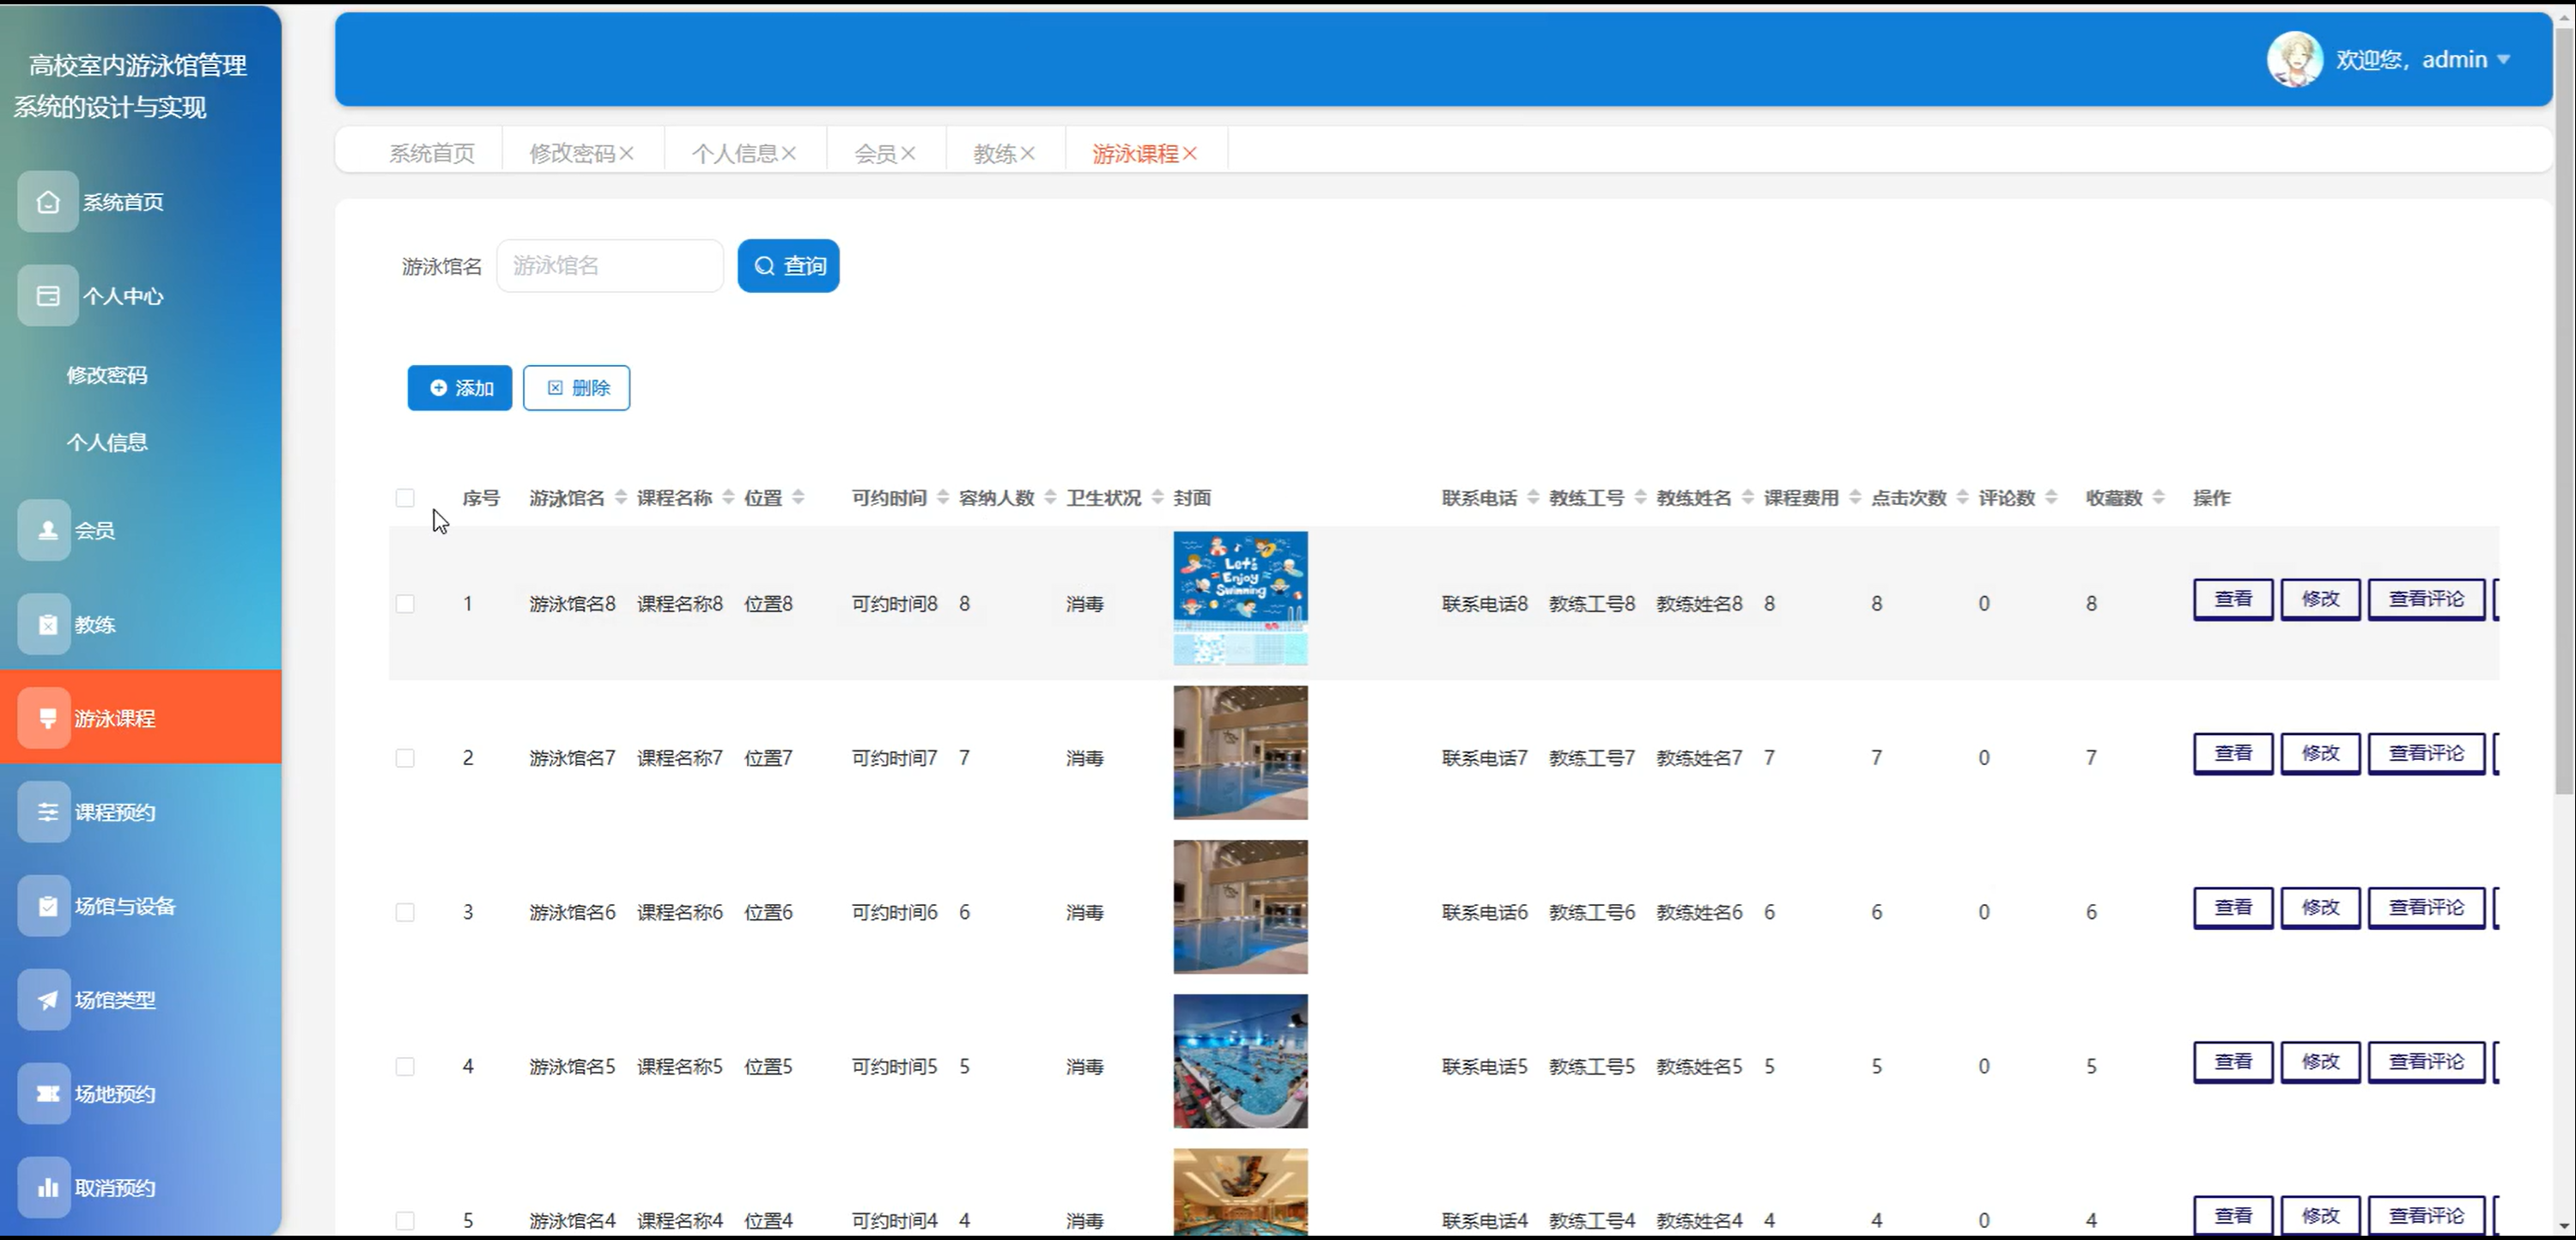 高校室内游泳馆管理
系统的设计与实现
欢迎您，admin
系统首页
修改密码
个人信息
会员
教练
游泳课程
系统首页
个人中心
修改密码
个人信息
会员
教练
游泳课程
课程预约
场馆与设备
场馆类型
场地预约
取消预约
游泳馆名 游泳馆名 查询
添加 删除
序号 游泳馆名 课程名称 位置 可约时间 容纳人数 卫生状况 封面 联系电话 教练工号 教练姓名 课程费用 点击次数 评论数 收藏数 操作
Let's
Enjoy
Swimming
1 游泳馆名8 课程名称8 位置8 可约时间8 8 消毒 联系电话8 教练工号8 教练姓名8 8 8 0 8 查看 修改 查看评论
2 游泳馆名7 课程名称7 位置7 可约时间7 7 消毒 联系电话7 教练工号7 教练姓名7 7 7 0 7 查看 修改 查看评论
3 游泳馆名6 课程名称6 位置6 可约时间6 6 消毒 联系电话6 教练工号6 教练姓名6 6 6 0 6 查看 修改 查看评论
4 游泳馆名5 课程名称5 位置5 可约时间5 5 消毒 联系电话5 教练工号5 教练姓名5 5 5 0 5 查看 修改 查看评论
5 游泳馆名4 课程名称4 位置4 可约时间4 4 消毒 联系电话4 教练工号4 教练姓名4 4 4 0 4 查看 修改 查看评论